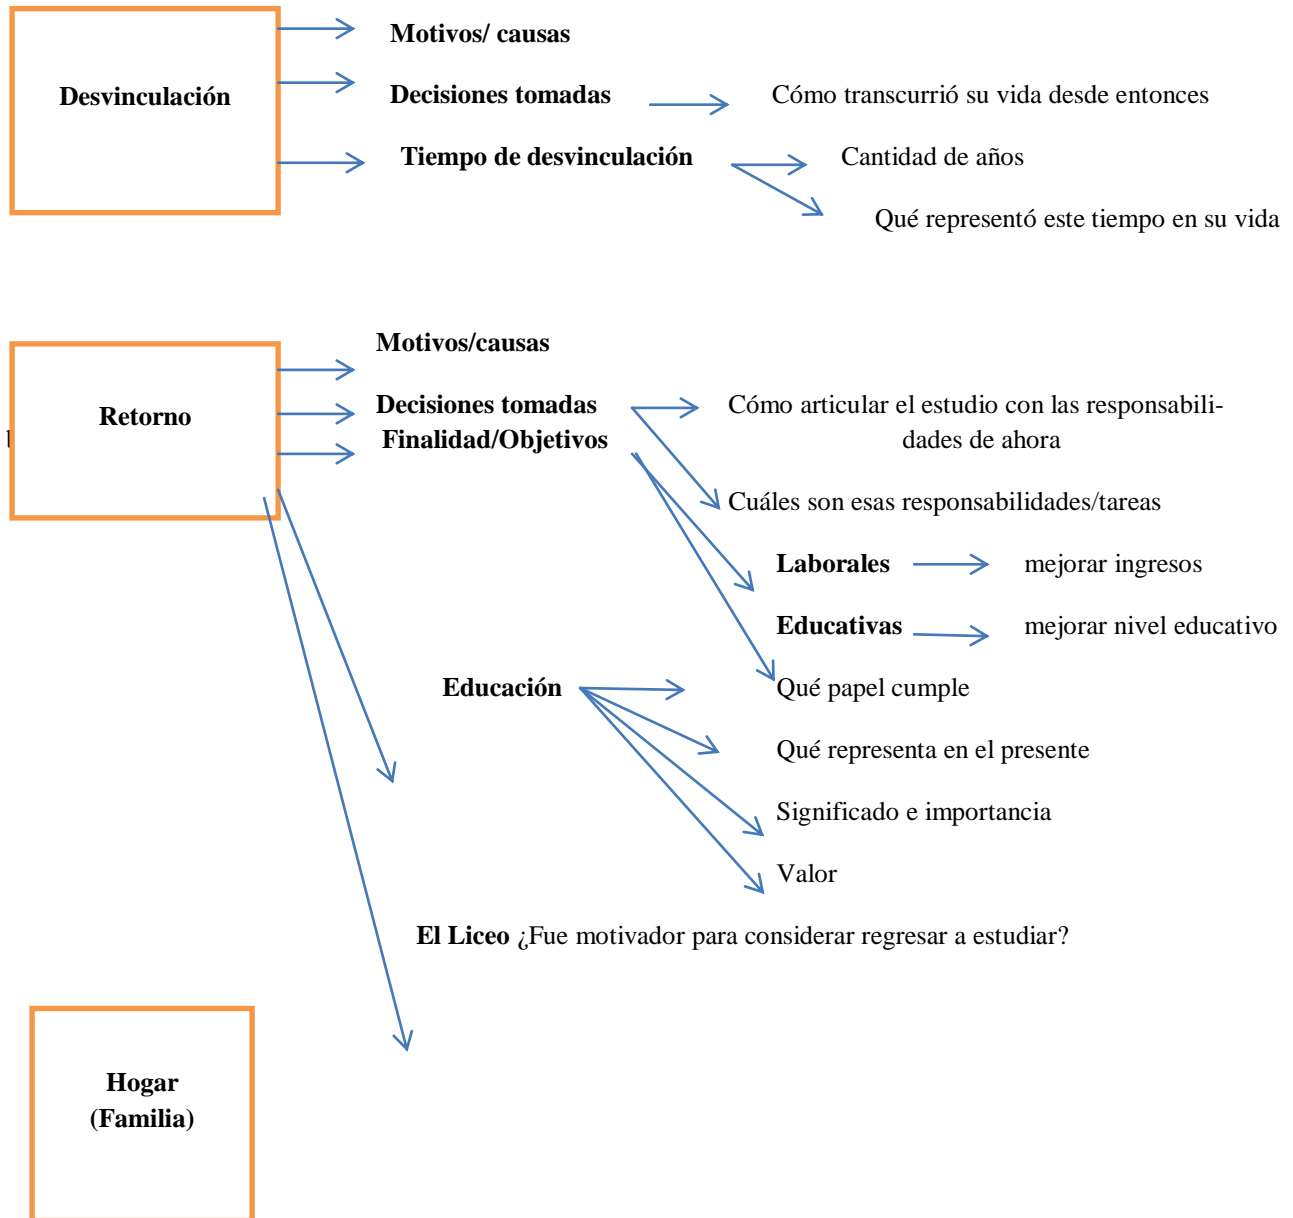 Motivos/ causas
Desvinculación
Decisiones tomadas
Cómo transcurrió su vida desde entonces
Tiempo de desvinculación
Cantidad de años
Qué representó este tiempo en su vida
Motivos/causas
Retorno
Decisiones tomadas
Cómo articular el estudio con las responsabili-
dades de ahora
Finalidad/Objetivos
Cuáles son esas responsabilidades/tareas
Laborales
mejorar ingresos
Educativas
mejorar nivel educativo
Educación
Qué papel cumple
Qué representa en el presente
Significado e importancia
Valor
El Liceo ¿Fue motivador para considerar regresar a estudiar?
Hogar
(Familia)